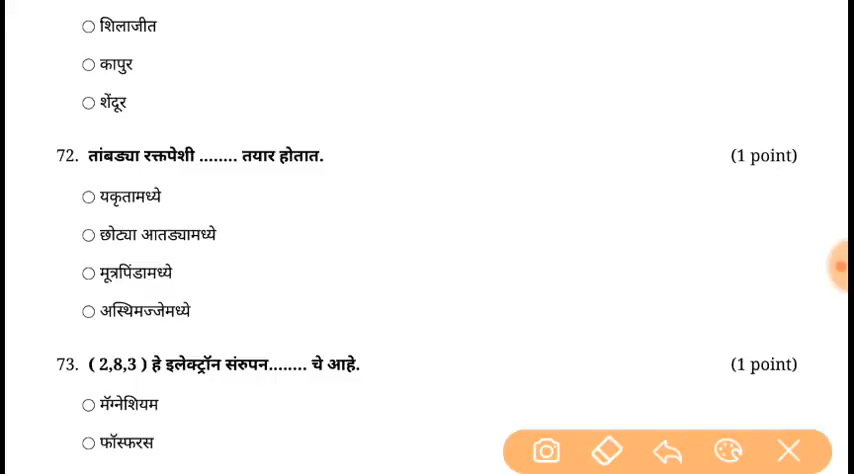 शिलाजीत
कापुर
शेंदूर
72. तांबड्या रक्तपेशी ........ तयार होतात. (1 point)
यकृतामध्ये
छोट्या आतड्यामध्ये
मूत्रपिंडामध्ये
अस्थिमज्जेमध्ये
73. ( 2,8,3 ) हे इलेक्ट्रॉन संरुपन........ चे आहे. (1 point)
मॅग्नेशियम
फॉस्फरस